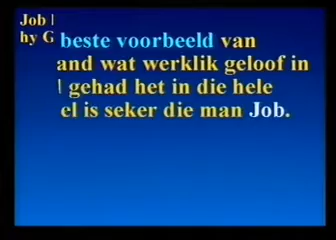 Job
hy G
beste voorbeeld van
and wat werklik geloof in
gehad het in die hele
el is seker die man Job.